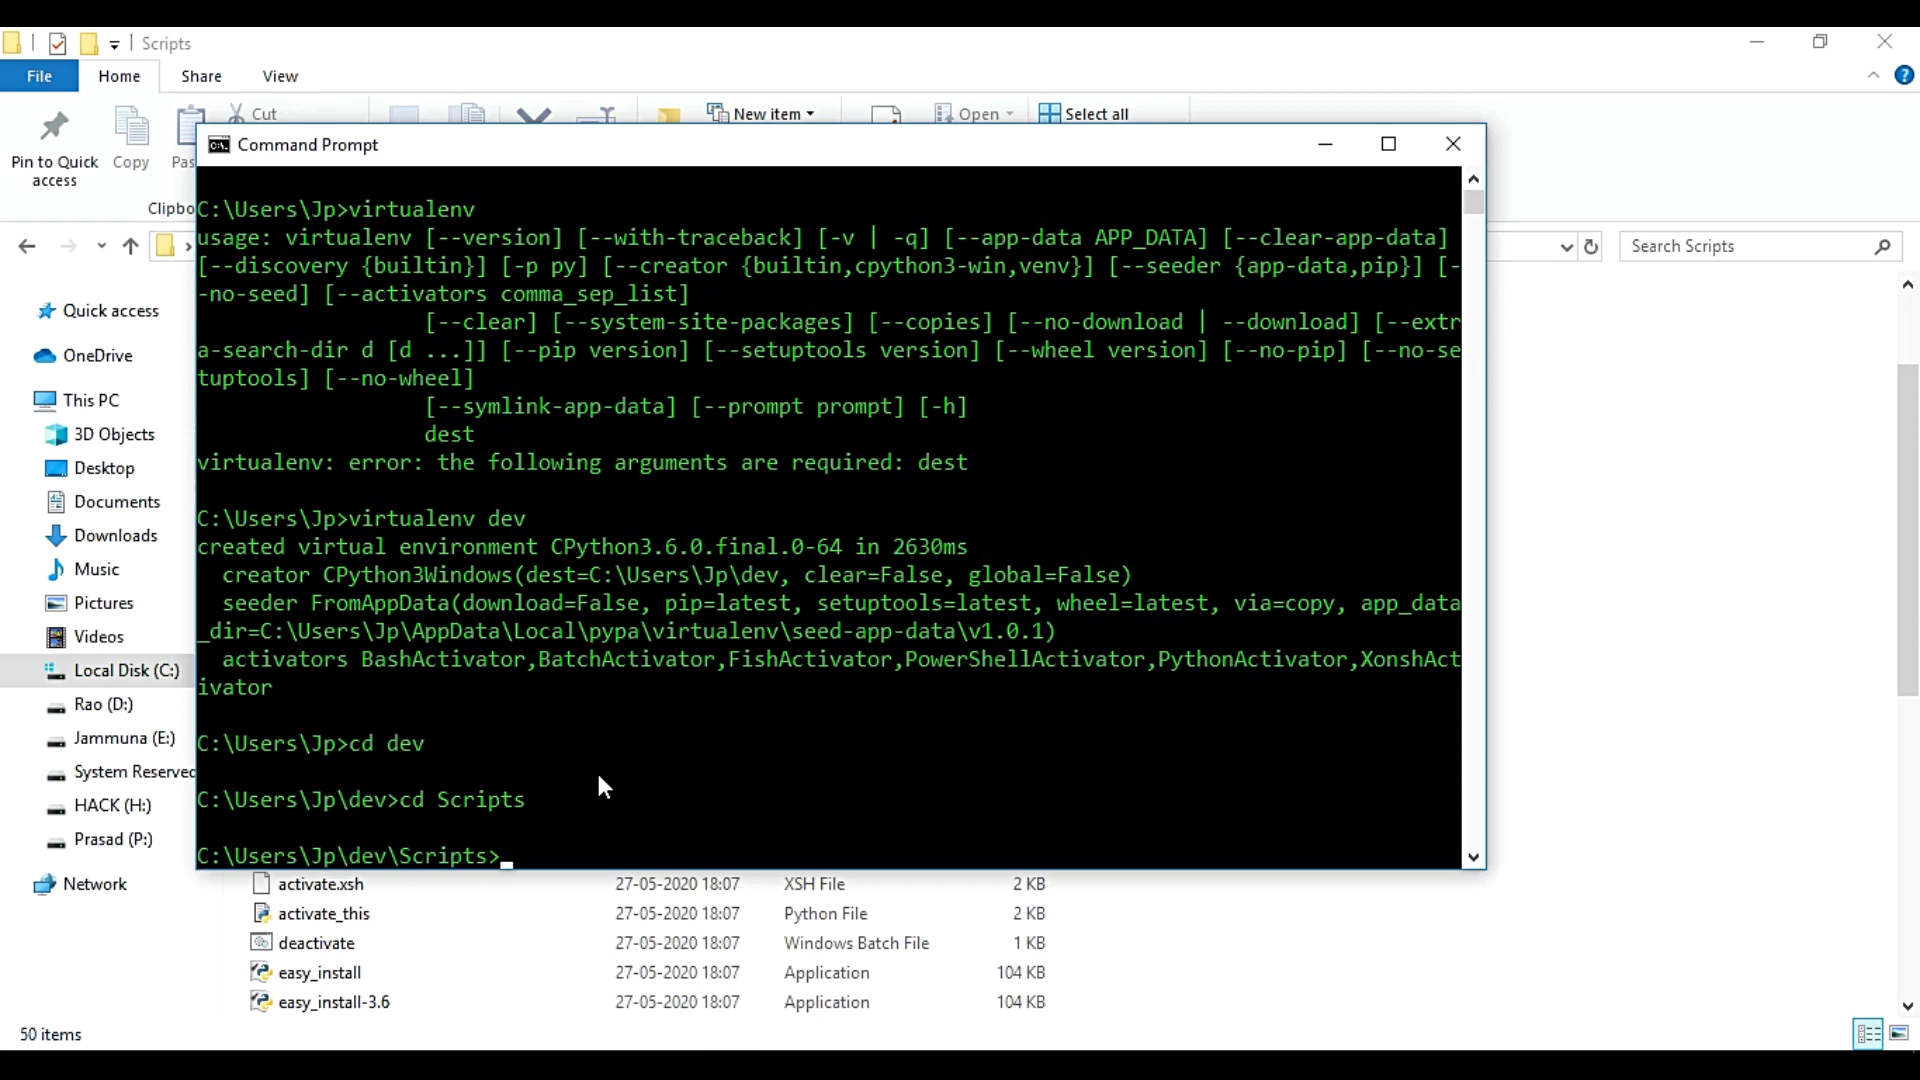 Scripts
File Home Share View
Cut
New item
Open
Select all
Pin to Quick access
Copy
Pas
Clipbo
Search Scripts
Command Prompt
C:\Users\Jp>virtualenv
usage: virtualenv [--version] [--with-traceback] [-v | -q] [--app-data APP_DATA] [--clear-app-data]
[--discovery {builtin}] [-p py] [--creator {builtin,cpython3-win,venv}] [--seeder {app-data,pip}] [-
-no-seed] [--activators comma_sep_list]
[--clear] [--system-site-packages] [--copies] [--no-download | --download] [--extr
a-search-dir d [d ...]] [--pip version] [--setuptools version] [--wheel version] [--no-pip] [--no-se
tuptools] [--no-wheel]
[--symlink-app-data] [--prompt prompt] [-h]
dest
virtualenv: error: the following arguments are required: dest
C:\Users\Jp>virtualenv dev
created virtual environment CPython3.6.0.final.0-64 in 2630ms
creator CPython3Windows(dest=C:\Users\Jp\dev, clear=False, global=False)
seeder FromAppData(download=False, pip=latest, setuptools=latest, wheel=latest, via=copy, app_data
_dir=C:\Users\Jp\AppData\Local\pypa\virtualenv\seed-app-data\v1.0.1)
activators BashActivator,BatchActivator,FishActivator,PowerShellActivator,PythonActivator,XonshAct
ivator
C:\Users\Jp>cd dev
C:\Users\Jp\dev>cd Scripts
C:\Users\Jp\dev\Scripts>
Quick access
OneDrive
This PC
3D Objects
Desktop
Documents
Downloads
Music
Pictures
Videos
Local Disk (C:)
Rao (D:)
Jammuna (E:)
System Reserved
HACK (H:)
Prasad (P:)
Network
activate.xsh 27-05-2020 18:07 XSH File 2 KB
activate_this 27-05-2020 18:07 Python File 2 KB
deactivate 27-05-2020 18:07 Windows Batch File 1 KB
easy_install 27-05-2020 18:07 Application 104 KB
easy_install-3.6 27-05-2020 18:07 Application 104 KB
50 items